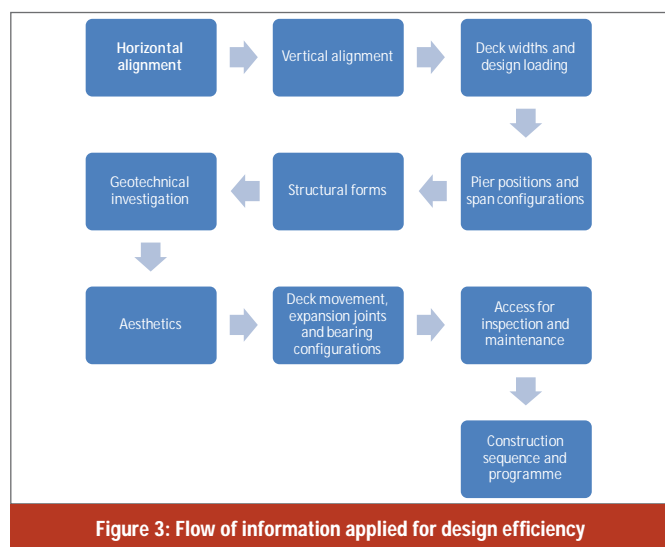 Horizontal
alignment
Vertical alignment
Deck widths and
design loading
Pier positions and
span configurations
Structural forms
Geotechnical
investigation
Aesthetics
Deck movement,
expansion joints
and bearing
configurations
Access for
inspection and
maintenance
Construction
sequence and
programme
Figure 3: Flow of information applied for design efficiency